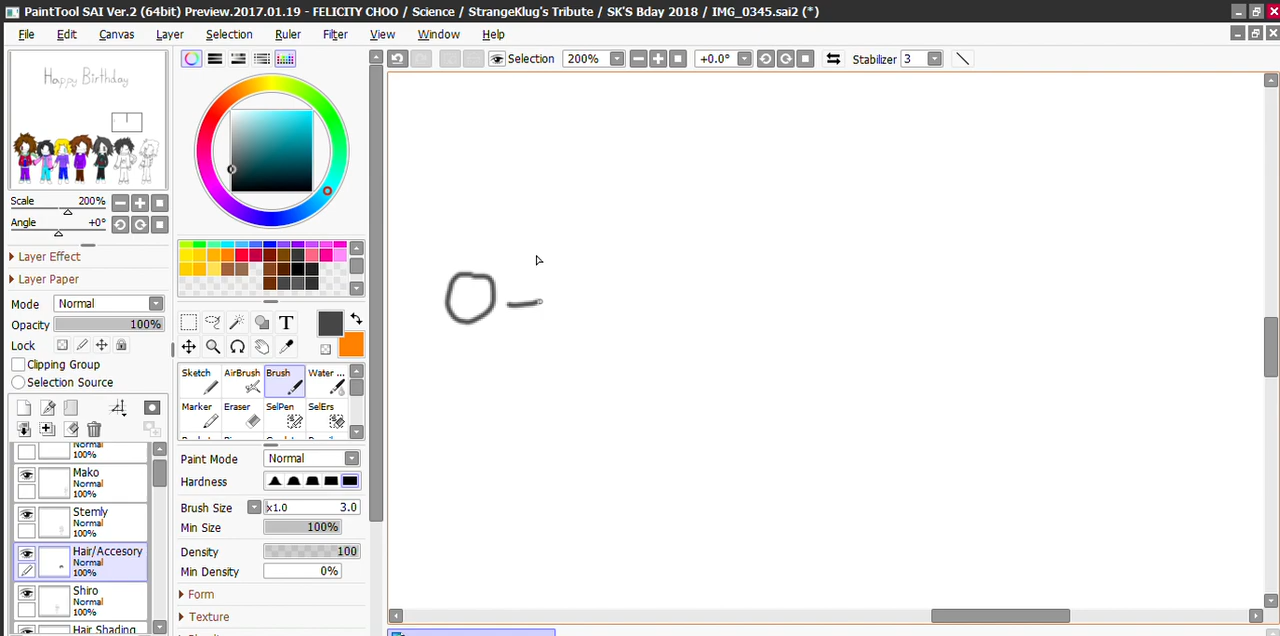 PaintTool SAI Ver.2 (64bit) Preview.2017.01.19 - FELICITY CHOO / Science / StrangeKlug's Tribute / SK'S Bday 2018 / IMG_0345.sai2 (*)
File Edit Canvas Layer Selection Ruler Filter View Window Help
Selection 200% +0.0° Stabilizer 3
Happy Birthday
Scale 200%
Angle +0°
Layer Effect
Layer Paper
Mode Normal
Opacity 100%
Lock
Clipping Group
Selection Source
Normal
100%
Mako
Normal
100%
Stemly
Normal
100%
Hair/Accesory
Normal
100%
Shiro
Normal
100%
Hair Shading
T
Sketch AirBrush Brush Water ...
Marker Eraser SelPen SelErs
Paint Mode Normal
Hardness
Brush Size x1.0 3.0
Min Size 100%
Density 100
Min Density 0%
Form
Texture